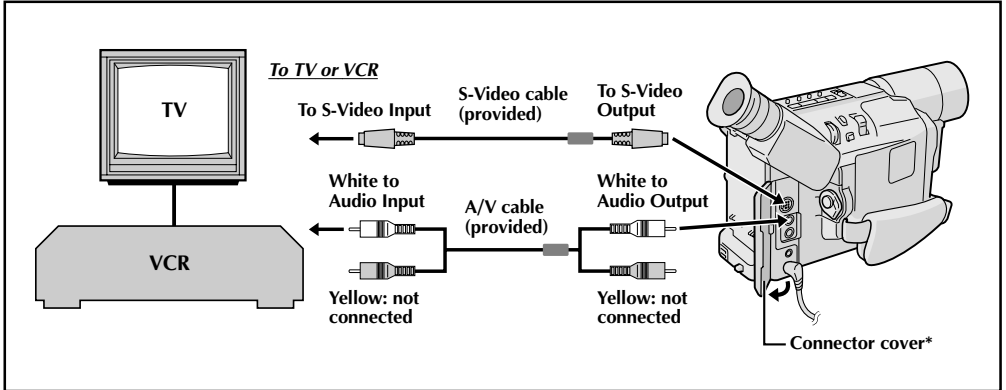 To TV or VCR
TV
VCR
To S-Video Input
S-Video cable
(provided)
To S-Video
Output
White to
Audio Input
A/V cable
(provided)
White to
Audio Output
Yellow: not
connected
Yellow: not
connected
Connector cover*